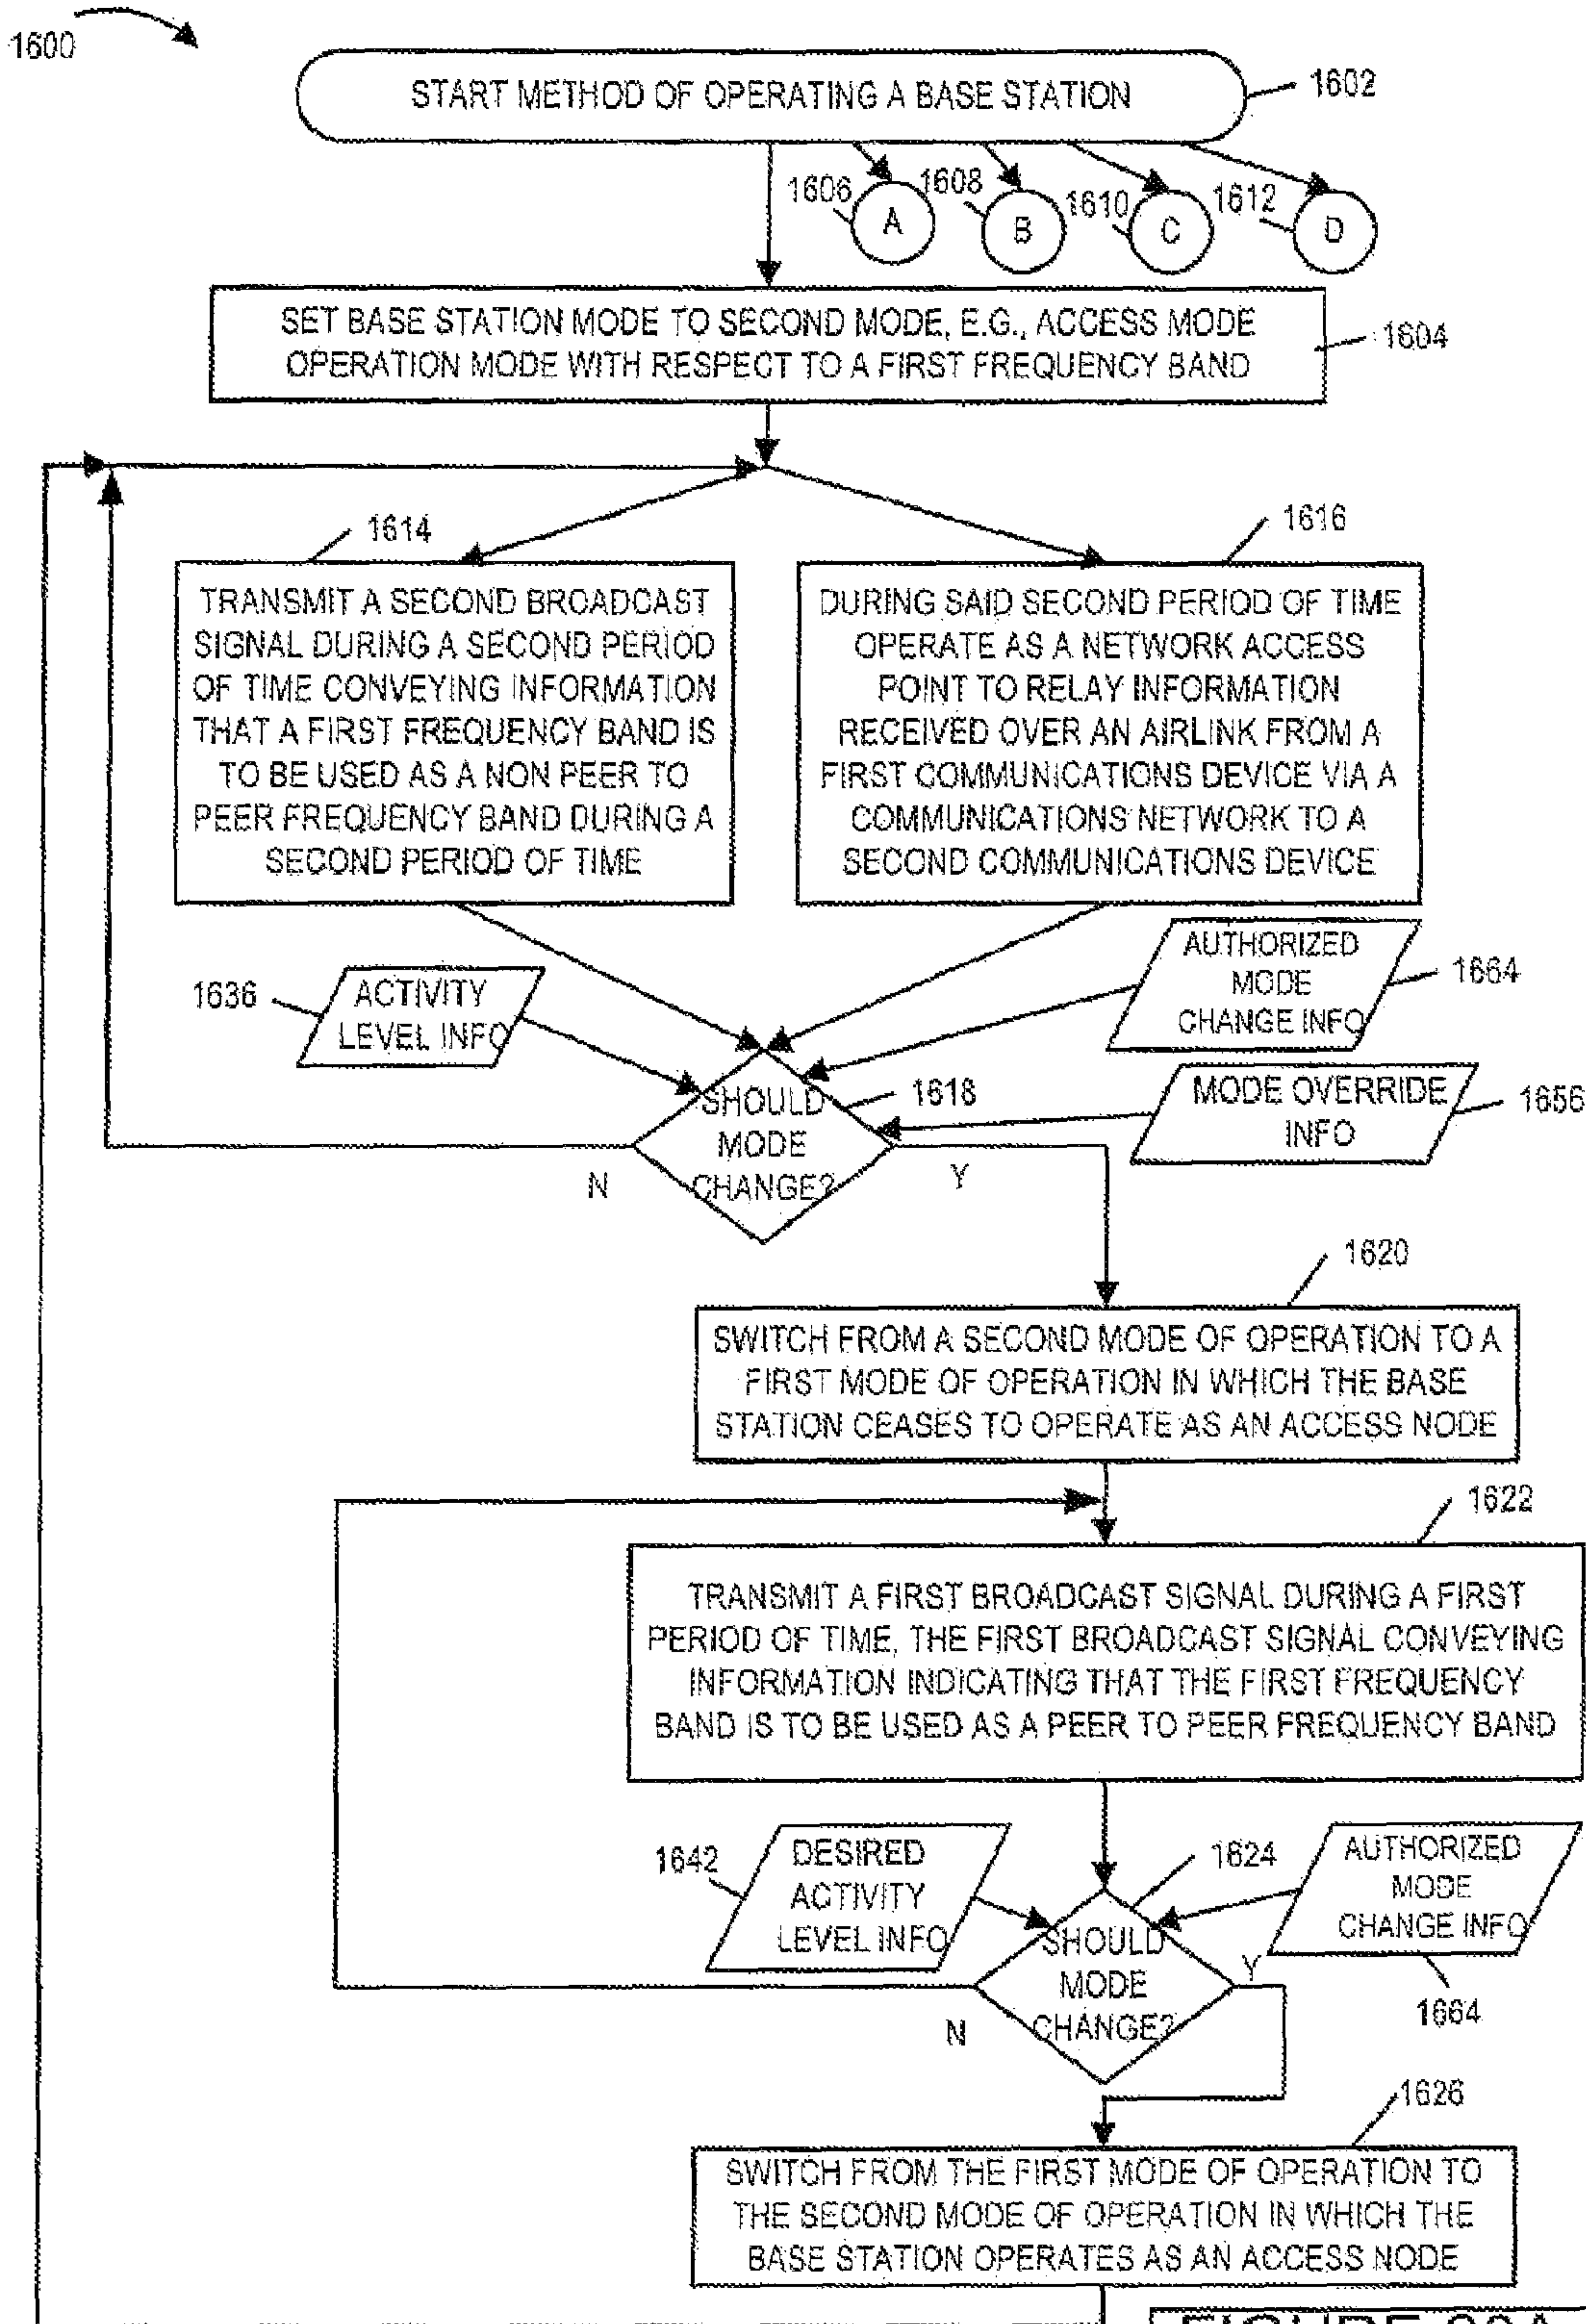 1600
START METHOD OF OPERATING A BASE STATION
1602
1606
A
1608
B
1610
C
1612
D
SET BASE STATION MODE TO SECOND MODE, E.G., ACCESS MODE
OPERATION MODE WITH RESPECT TO A FIRST FREQUENCY BAND
1604
1614
TRANSMIT A SECOND BROADCAST
SIGNAL DURING A SECOND PERIOD
OF TIME CONVEYING INFORMATION
THAT A FIRST FREQUENCY BAND IS
TO BE USED AS A NON PEER TO
PEER FREQUENCY BAND DURING A
SECOND PERIOD OF TIME
1616
DURING SAID SECOND PERIOD OF TIME
OPERATE AS A NETWORK ACCESS
POINT TO RELAY INFORMATION
RECEIVED OVER AN AIRLINK FROM A
FIRST COMMUNICATIONS DEVICE VIA A
COMMUNICATIONS NETWORK TO A
SECOND COMMUNICATIONS DEVICE
1636
ACTIVITY
LEVEL INFO
AUTHORIZED
MODE
CHANGE INFO
1664
SHOULD
MODE
CHANGE?
1618
MODE OVERRIDE
INFO
1656
N
Y
1620
SWITCH FROM A SECOND MODE OF OPERATION TO A
FIRST MODE OF OPERATION IN WHICH THE BASE
STATION CEASES TO OPERATE AS AN ACCESS NODE
1622
TRANSMIT A FIRST BROADCAST SIGNAL DURING A FIRST
PERIOD OF TIME, THE FIRST BROADCAST SIGNAL CONVEYING
INFORMATION INDICATING THAT THE FIRST FREQUENCY
BAND IS TO BE USED AS A PEER TO PEER FREQUENCY BAND
1642
DESIRED
ACTIVITY
LEVEL INFO
1624
AUTHORIZED
MODE
CHANGE INFO
1664
SHOULD
MODE
CHANGE?
Y
N
1626
SWITCH FROM THE FIRST MODE OF OPERATION TO
THE SECOND MODE OF OPERATION IN WHICH THE
BASE STATION OPERATES AS AN ACCESS NODE